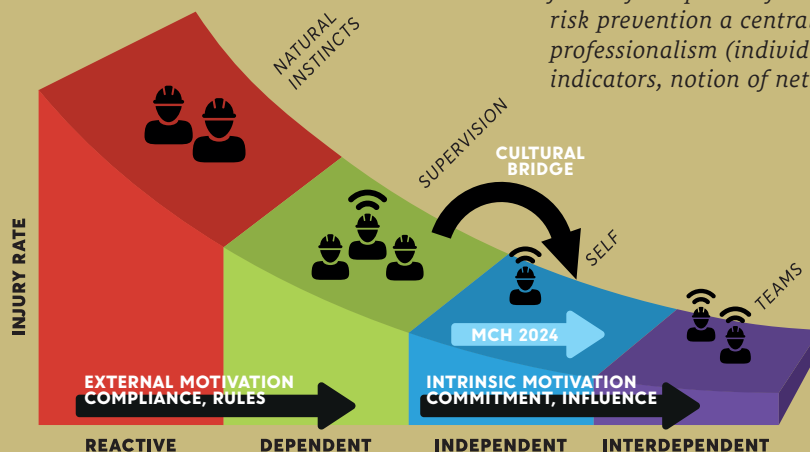 risk prevention a central
professionalism (individ
indicators, notion of net
NATURAL
INSTINCTS
SUPERVISION
CULTURAL
BRIDGE
SELF
TEAMS
INJURY RATE
MCH 2024
EXTERNAL MOTIVATION
COMPLIANCE, RULES
INTRINSIC MOTIVATION
COMMITMENT, INFLUENCE
REACTIVE
DEPENDENT
INDEPENDENT
INTERDEPENDENT